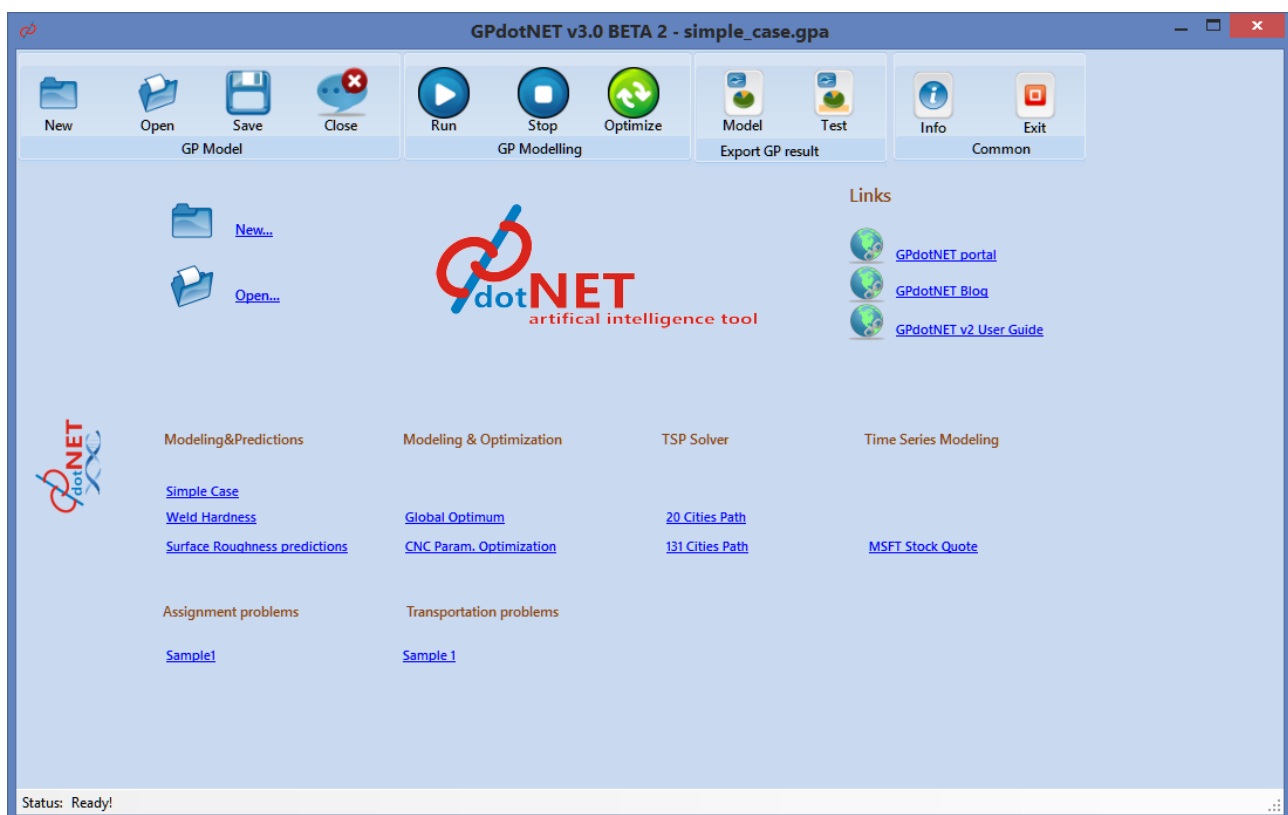 GPdotNET v3.0 BETA 2 - simple_case.gpa
New Open Save Close Run Stop Optimize Model Test Info Exit
GP Model GP Modelling Export GP result Common
Links
New...
GPdotNET portal
Open...
GPdotNET Blog
GPdotNET v2 User Guide
dotNET
artifical intelligence tool
dotNET
Modeling&Predictions Modeling & Optimization TSP Solver Time Series Modeling
Simple Case
Weld Hardness Global Optimum 20 Cities Path
Surface Roughness predictions CNC Param. Optimization 131 Cities Path MSFT Stock Quote
Assignment problems Transportation problems
Sample1 Sample 1
Status: Ready!